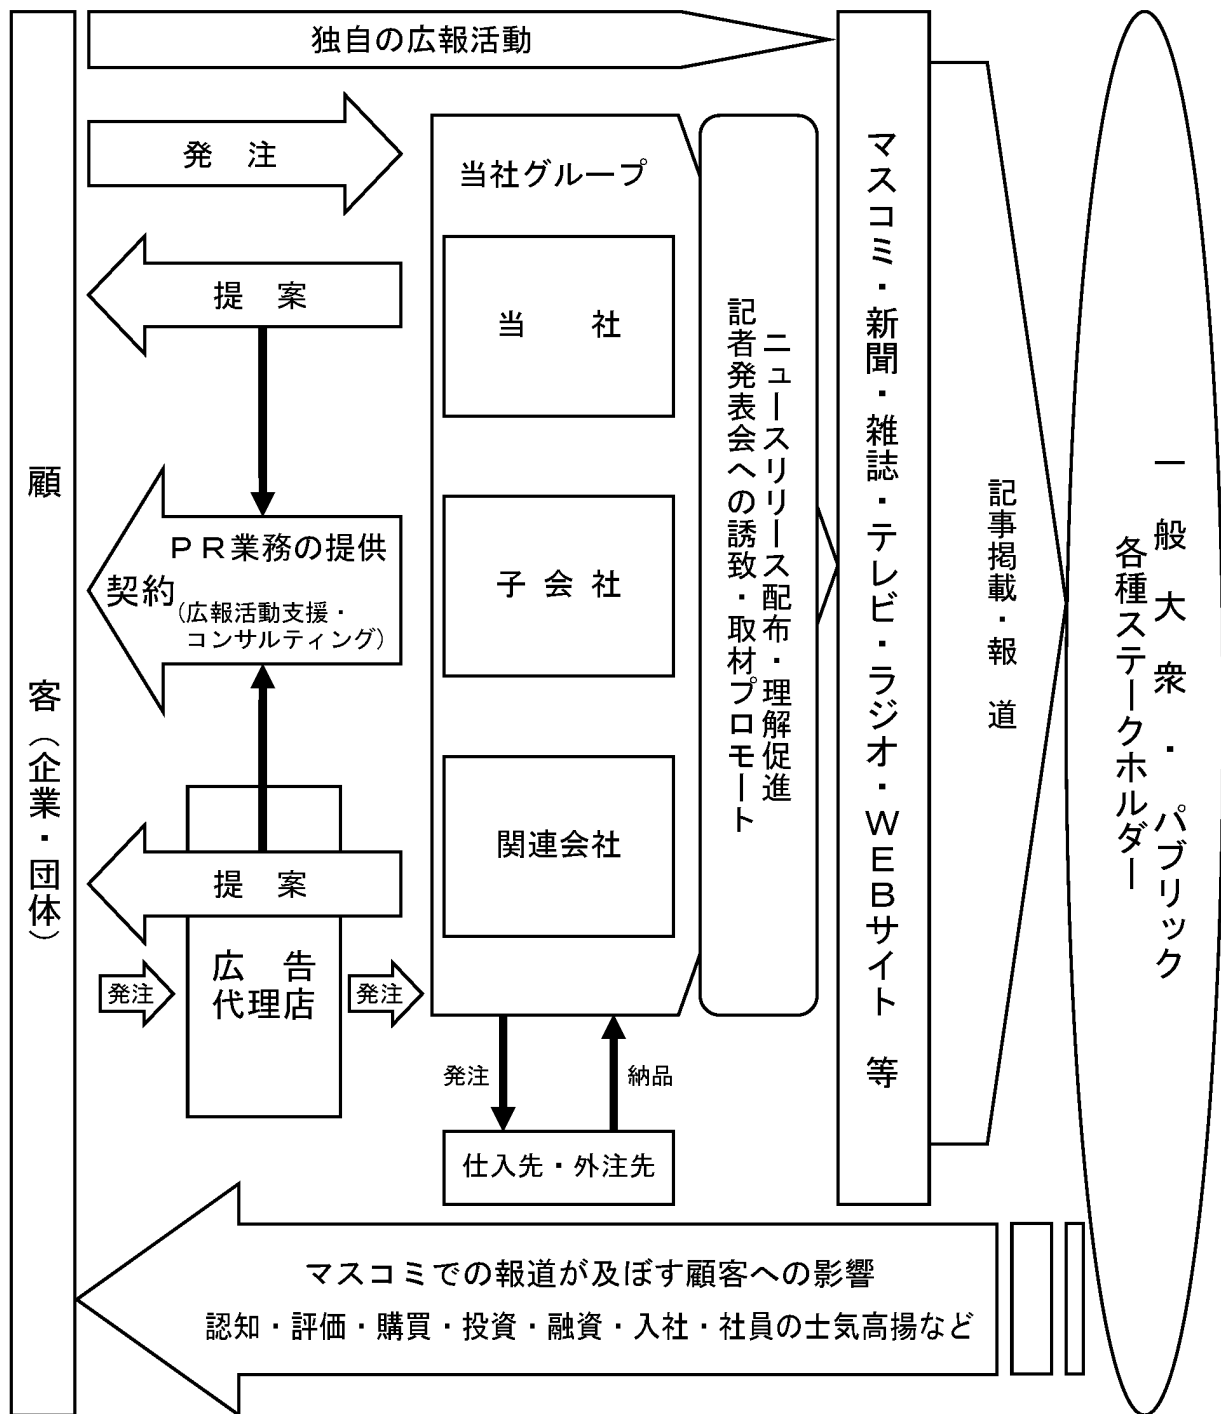 独自の広報活動
発　注
提　案
ＰＲ業務の提供
契約
(広報活動支援・
コンサルティング)
提　案
広　告
代理店
発注
発注
顧　客（企業・団体）
当社グループ
当　社
子 会 社
関連会社
発注
納品
仕入先・外注先
ニュースリリース配布・理解促進
記者発表会への誘致・取材プロモート
マスコミ・新聞・雑誌・テレビ・ラジオ・ＷＥＢサイト　等
記事掲載・報　道
一　般　大　衆　・　パブリック
各種ステークホルダー
マスコミでの報道が及ぼす顧客への影響
認知・評価・購買・投資・融資・入社・社員の士気高揚など